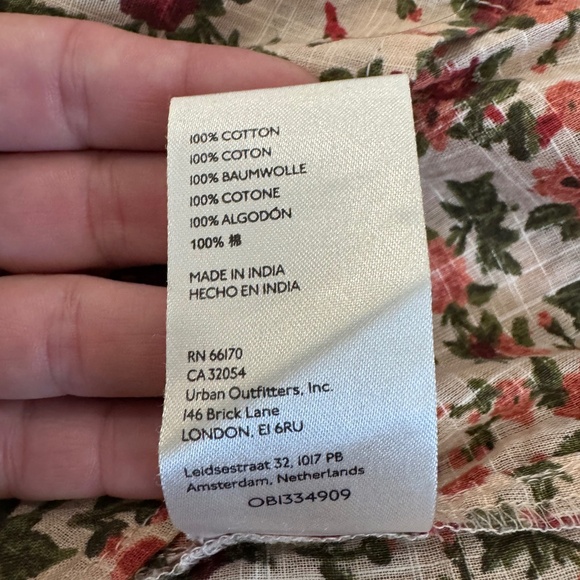 100% COTTON
100% COTON
100% BAUMWOLLE
100% COTONE
100% ALGODÓN
100% 棉
MADE IN INDIA
HECHO EN INDIA
RN 66170
CA 32054
Urban Outfitters, Inc.
146 Brick Lane
LONDON, E1 6RU
Leidsestraat 32, 1017 PB
Amsterdam, Netherlands
OB1334909